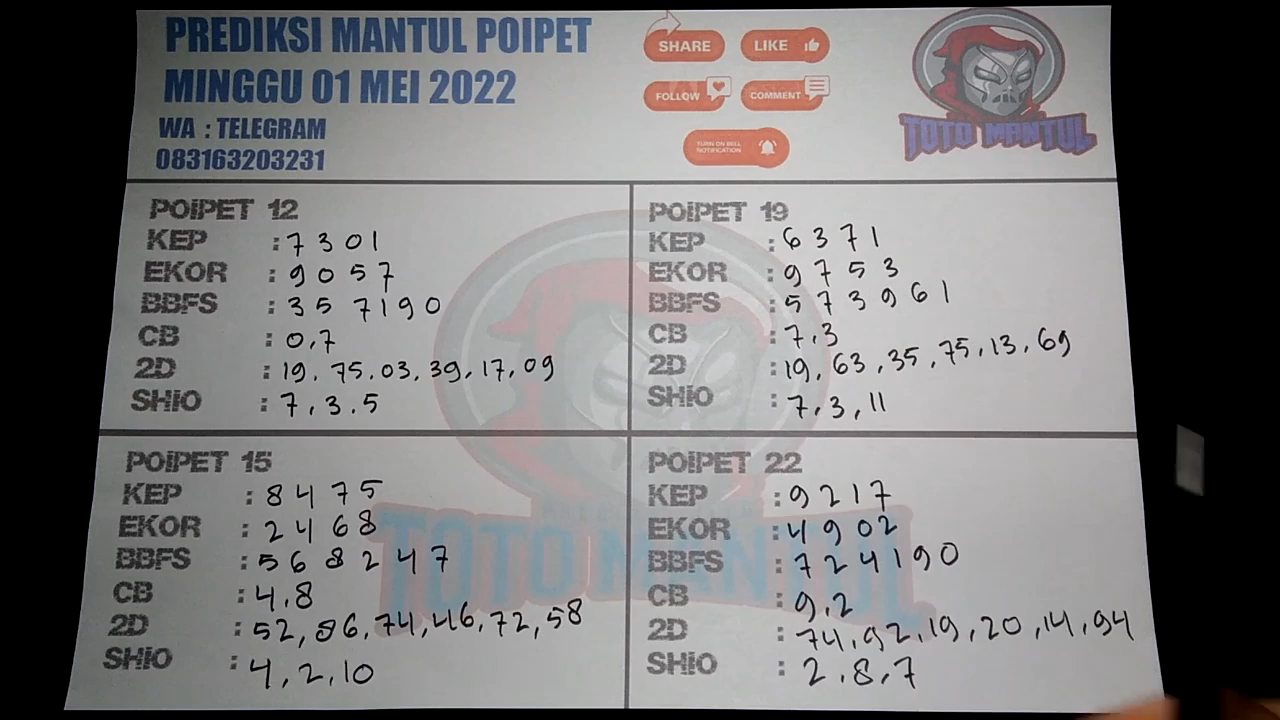 PREDIKSI MANTUL POIPET
MINGGU 01 MEI 2022
WA : TELEGRAM
083163203231
SHARE LIKE
FOLLOW COMMENT
TURN ON BELL
NOTIFICATION
TOTO MANTUL
POIPET 12
KEP : 7 3 0 1
EKOR : 9 0 5 7
BBFS : 3 5 7 1 9 0
CB : 0,7
2D : 19, 75, 03, 39, 17, 09
SHIO : 7, 3, 5
POIPET 19
KEP : 6 3 7 1
EKOR : 9 7 5 3
BBFS : 5 7 3 9 6 1
CB : 7,3
2D : 19, 63, 35, 75, 13, 69
SHIO : 7, 3, 11
POIPET 15
KEP : 8 4 7 5
EKOR : 2 4 6 8
BBFS : 5 6 8 2 4 7
CB : 4,8
2D : 52, 86, 74, 46, 72, 58
SHIO : 4, 2, 10
POIPET 22
KEP : 9 2 1 7
EKOR : 4 9 0 2
BBFS : 7 2 4 1 9 0
CB : 9,2
2D : 74, 92, 19, 20, 14, 94
SHIO : 2, 8, 7
TOTO MANTUL